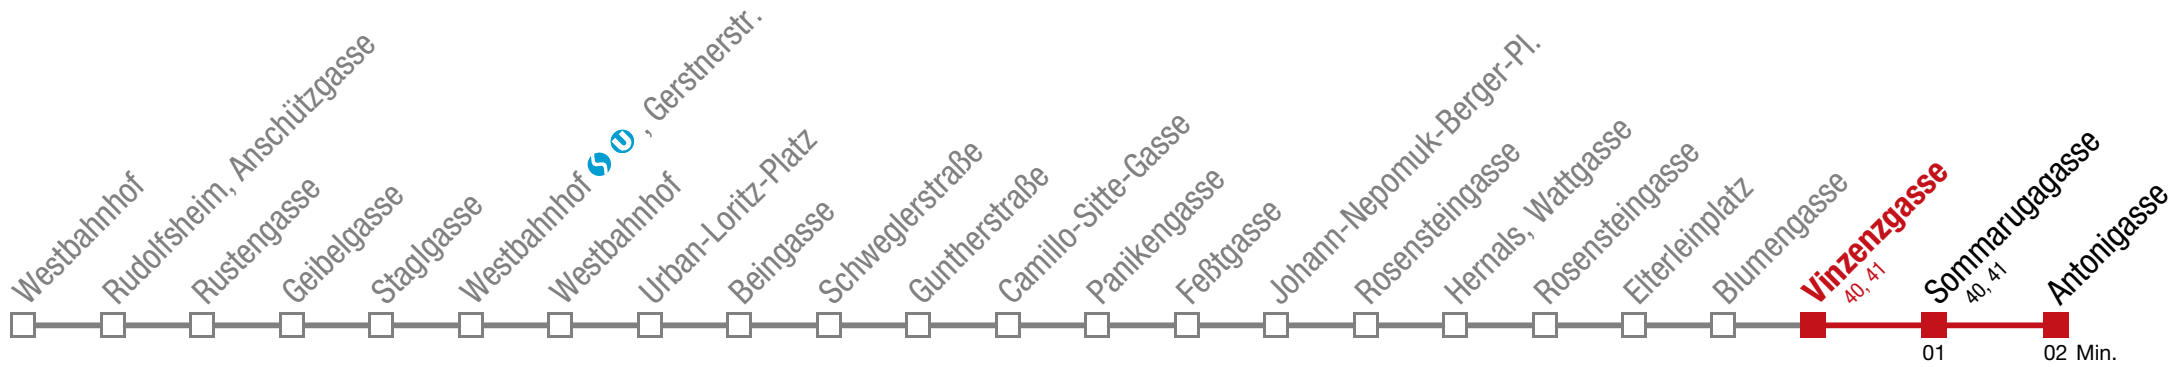 Westbahnhof
Rudolfsheim, Anschützgasse
Rustengasse
Geibelgasse
Staglgasse
Westbahnhof S U , Gerstnerstr.
Westbahnhof
Urban-Loritz-Platz
Beingasse
Schweglerstraße
Guntherstraße
Camillo-Sitte-Gasse
Panikengasse
Feßtgasse
Johann-Nepomuk-Berger-Pl.
Rosensteingasse
Hernals, Wattgasse
Rosensteingasse
Elterleinplatz
Blumengasse
Vinzenzgasse
40, 41
Sommarugagasse
40, 41
Antonigasse
01
02 Min.